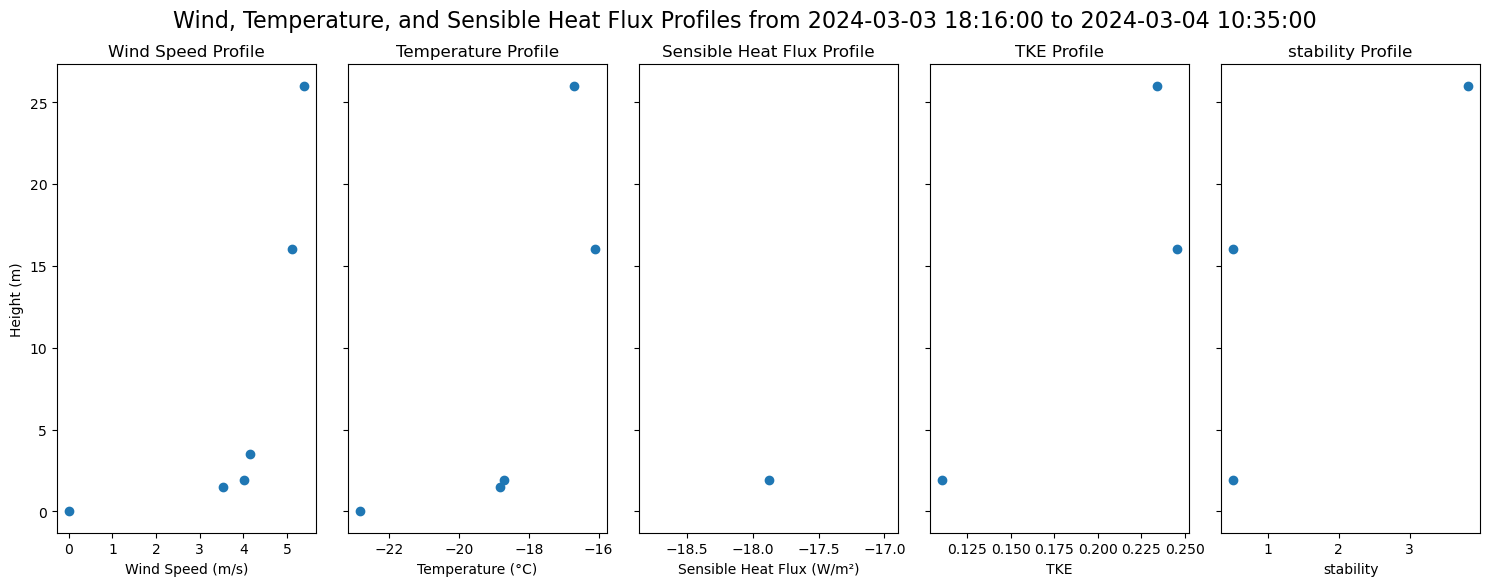 Wind, Temperature, and Sensible Heat Flux Profiles from 2024-03-03 18:16:00 to 2024-03-04 10:35:00
Wind Speed Profile
Temperature Profile
Sensible Heat Flux Profile
TKE Profile
stability Profile
25
20
15
10
5
0
Height (m)
0 1 2 3 4 5
Wind Speed (m/s)
−22 −20 −18 −16
Temperature (°C)
−18.5 −18.0 −17.5 −17.0
Sensible Heat Flux (W/m²)
0.125 0.150 0.175 0.200 0.225 0.250
TKE
1 2 3
stability